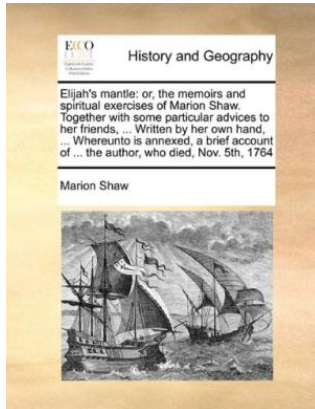 ECCO
History and Geography
Elijah's mantle: or, the memoirs and
spiritual exercises of Marion Shaw.
Together with some particular advices to
her friends, ... Written by her own hand,
... Whereunto is annexed, a brief account
of ... the author, who died, Nov. 5th, 1764
Marion Shaw